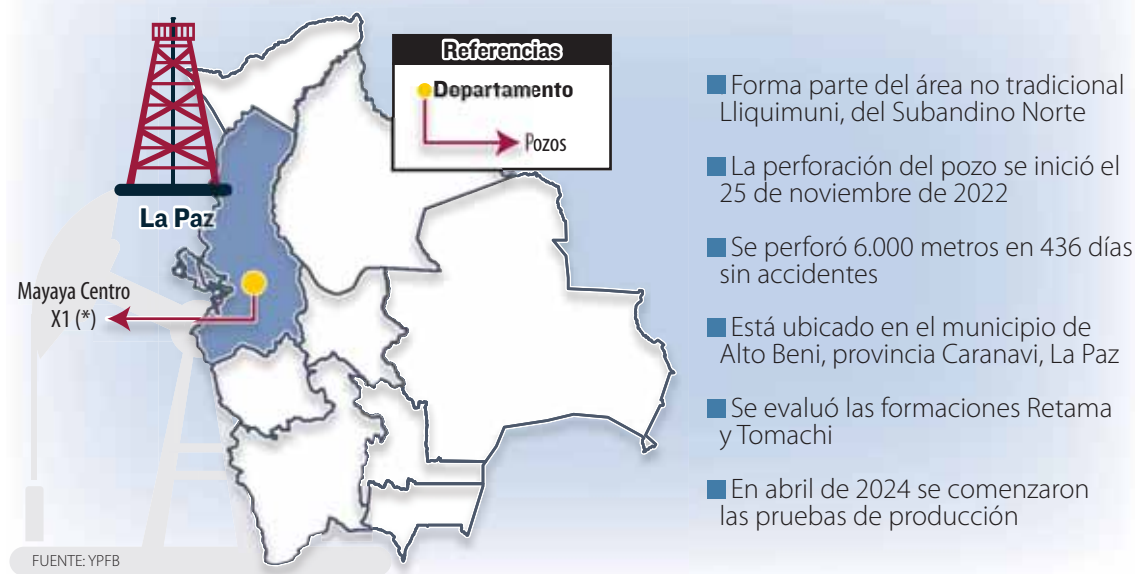 Referencias
Departamento
Pozos
La Paz
Mayaya Centro
X1 (*)
Forma parte del área no tradicional
Lliquimuni, del Subandino Norte
La perforación del pozo se inició el
25 de noviembre de 2022
Se perforó 6.000 metros en 436 días
sin accidentes
Está ubicado en el municipio de
Alto Beni, provincia Caranavi, La Paz
Se evaluó las formaciones Retama
y Tomachi
En abril de 2024 se comenzaron
las pruebas de producción
FUENTE: YPFB